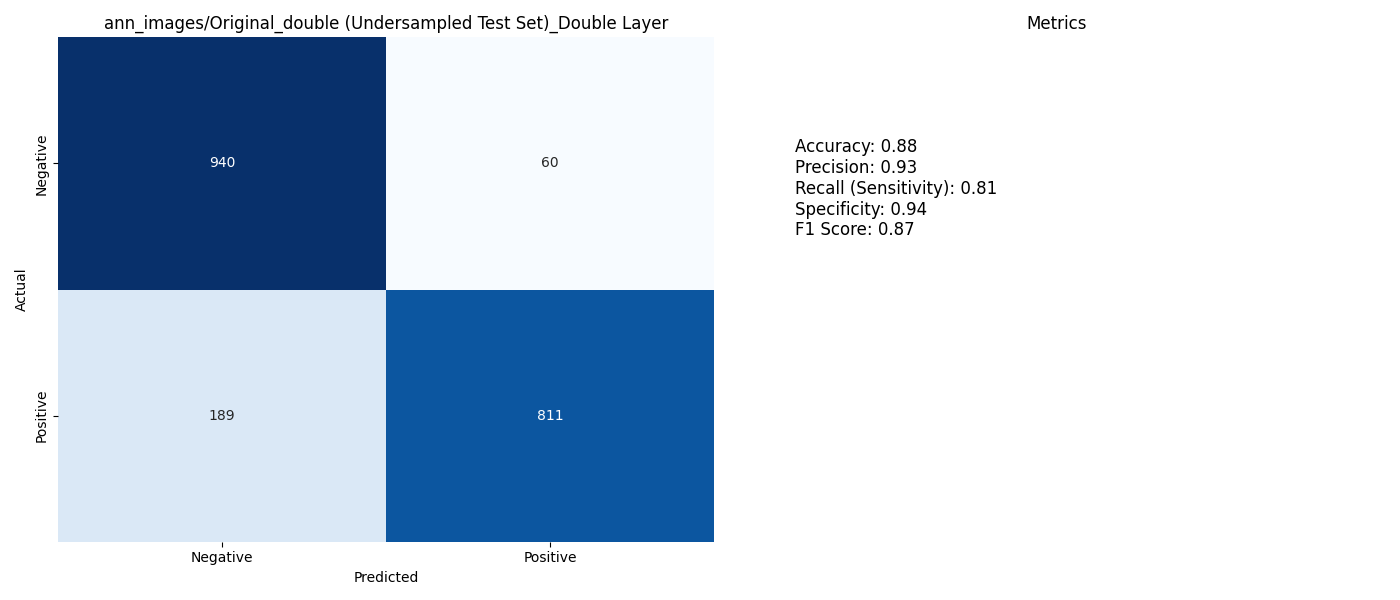 ann_images/Original_double (Undersampled Test Set)_Double Layer
Metrics
Actual
Negative
940
60
Positive
189
811
Negative
Positive
Predicted
Accuracy: 0.88
Precision: 0.93
Recall (Sensitivity): 0.81
Specificity: 0.94
F1 Score: 0.87